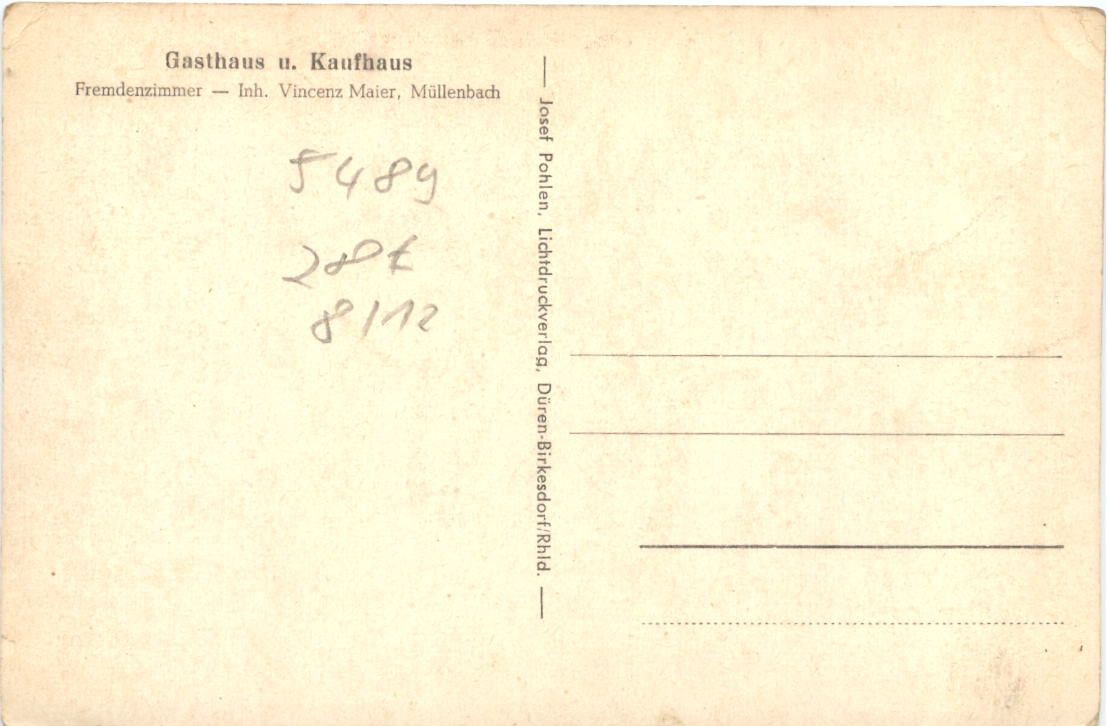 Gasthaus u. Kaufhaus
Fremdenzimmer — Inh. Vincenz Maier, Müllenbach
5489
8/12
— Josef Pohlen, Lichtdruckverlag, Düren-Birkesdorf/Rhld. —